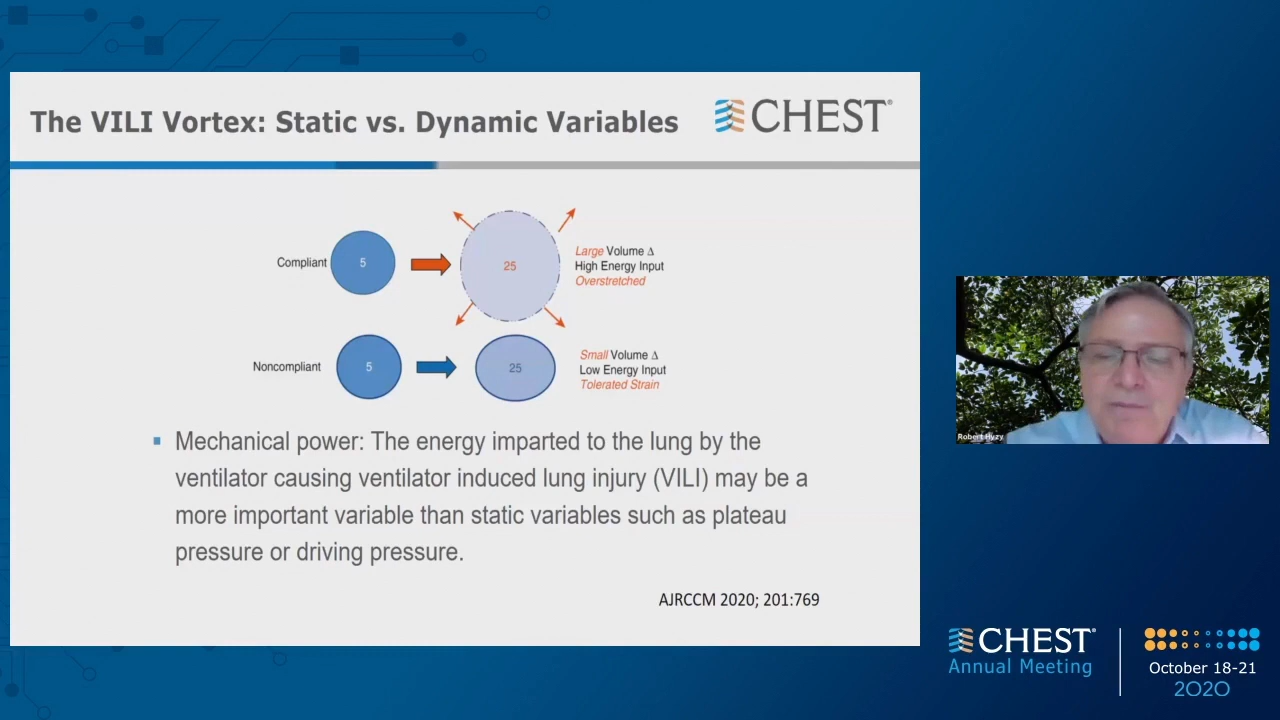 The VILI Vortex: Static vs. Dynamic Variables
CHEST®
Compliant
5
25
Large Volume Δ
High Energy Input
Overstretched
Noncompliant
5
25
Small Volume Δ
Low Energy Input
Tolerated Strain
Mechanical power: The energy imparted to the lung by the
ventilator causing ventilator induced lung injury (VILI) may be a
more important variable than static variables such as plateau
pressure or driving pressure.
AJRCCM 2020; 201:769
Robert Hyzy
CHEST®
Annual Meeting
October 18-21
2020